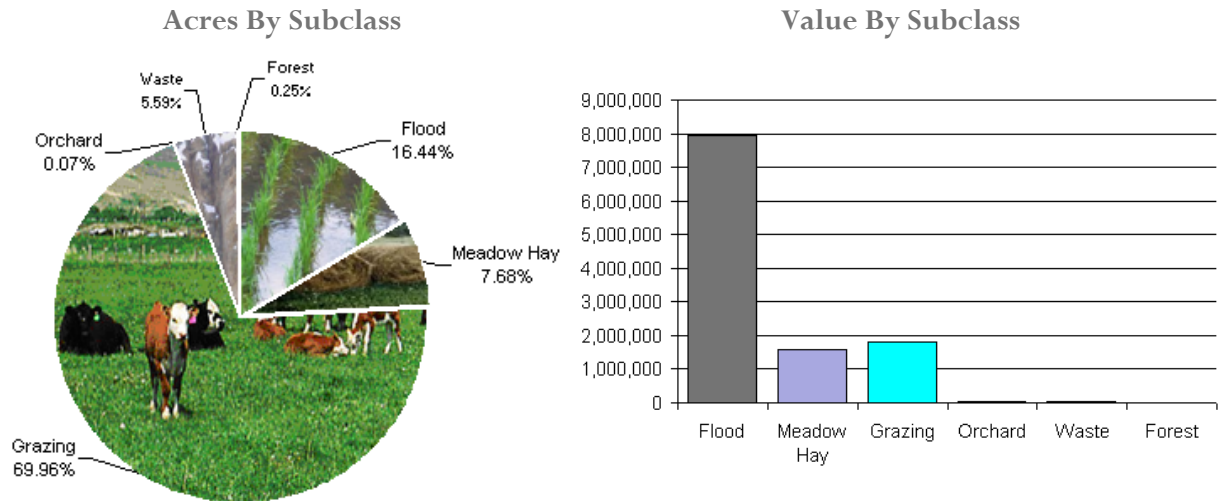 Acres By Subclass
Waste
5.59%
Forest
0.25%
Orchard
0.07%
Flood
16.44%
Meadow Hay
7.68%
Grazing
69.96%
Value By Subclass
9,000,000
8,000,000
7,000,000
6,000,000
5,000,000
4,000,000
3,000,000
2,000,000
1,000,000
0
Flood
Meadow
Hay
Grazing
Orchard
Waste
Forest